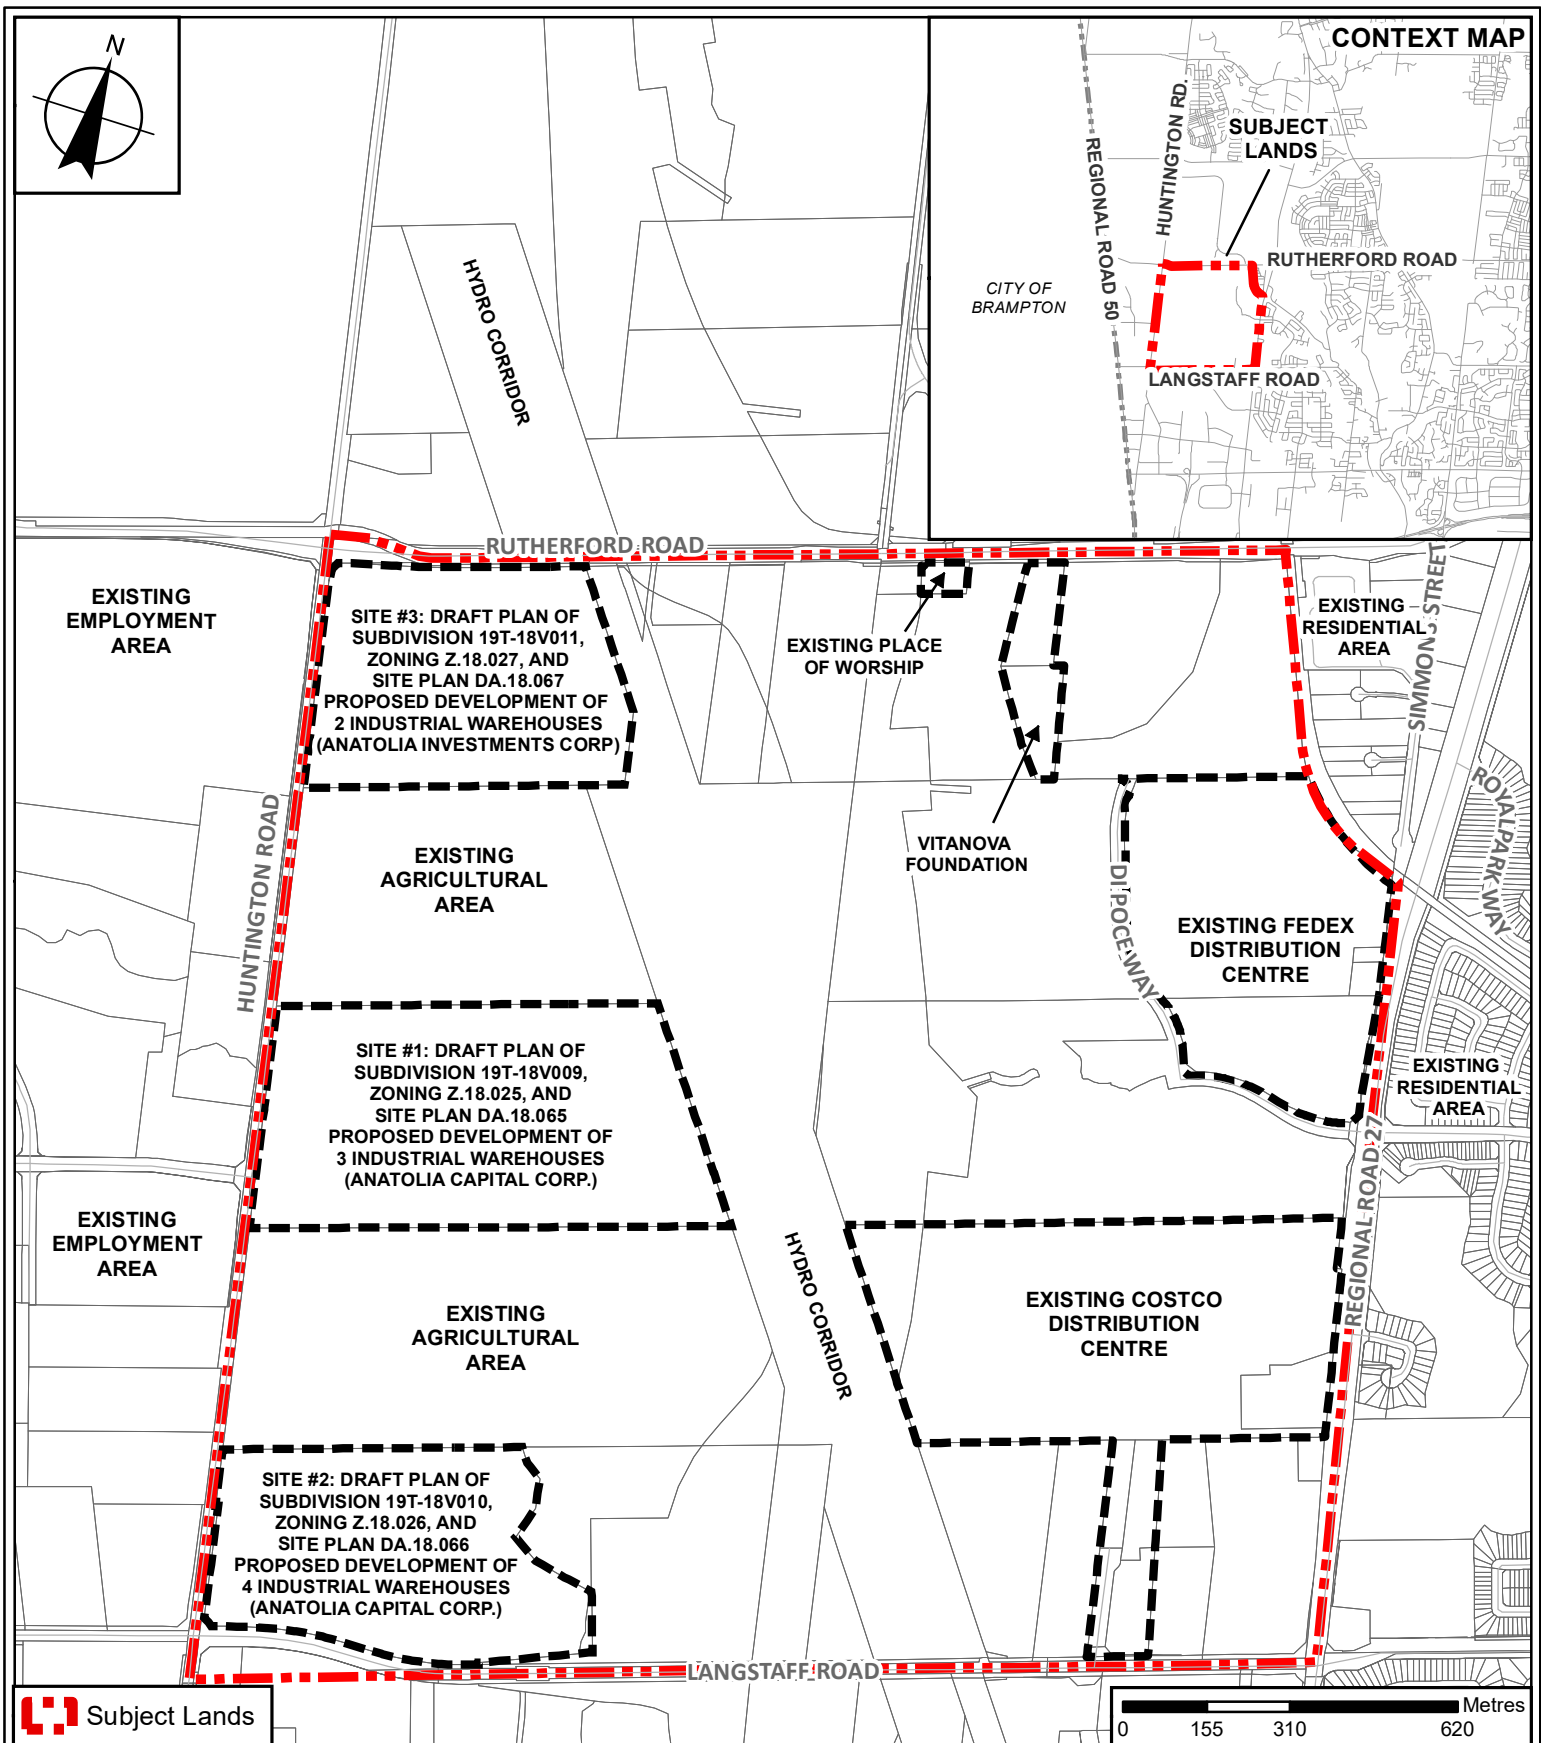 N
CONTEXT MAP
HUNTINGTON RD.
SUBJECT
LANDS
REGIONAL ROAD 50
RUTHERFORD ROAD
CITY OF
BRAMPTON
LANGSTAFF ROAD
HYDRO CORRIDOR
RUTHERFORD ROAD
EXISTING
EMPLOYMENT
AREA
SITE #3: DRAFT PLAN OF
SUBDIVISION 19T-18V011,
ZONING Z.18.027, AND
SITE PLAN DA.18.067
PROPOSED DEVELOPMENT OF
2 INDUSTRIAL WAREHOUSES
(ANATOLIA INVESTMENTS CORP)
EXISTING PLACE
OF WORSHIP
EXISTING
RESIDENTIAL
AREA
SIMMONS STREET
ROYALPARK WAY
VITANOVA
FOUNDATION
HUNTINGTON ROAD
EXISTING
AGRICULTURAL
AREA
DI POCE WAY
EXISTING FEDEX
DISTRIBUTION
CENTRE
SITE #1: DRAFT PLAN OF
SUBDIVISION 19T-18V009,
ZONING Z.18.025, AND
SITE PLAN DA.18.065
PROPOSED DEVELOPMENT OF
3 INDUSTRIAL WAREHOUSES
(ANATOLIA CAPITAL CORP.)
EXISTING
RESIDENTIAL
AREA
REGIONAL ROAD 27
EXISTING
EMPLOYMENT
AREA
HYDRO CORRIDOR
EXISTING
AGRICULTURAL
AREA
EXISTING COSTCO
DISTRIBUTION
CENTRE
SITE #2: DRAFT PLAN OF
SUBDIVISION 19T-18V010,
ZONING Z.18.026, AND
SITE PLAN DA.18.066
PROPOSED DEVELOPMENT OF
4 INDUSTRIAL WAREHOUSES
(ANATOLIA CAPITAL CORP.)
LANGSTAFF ROAD
Subject Lands
Metres
0 155 310 620